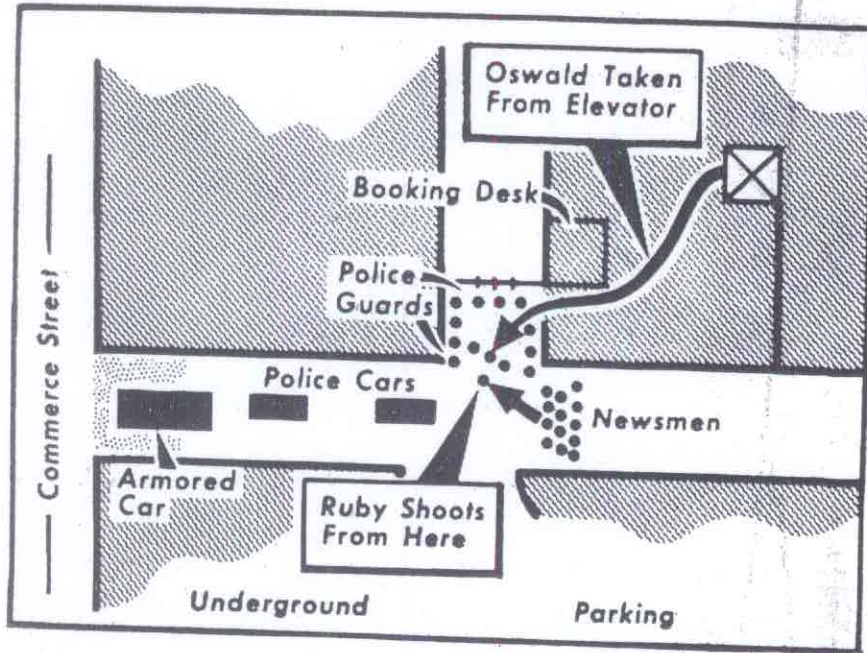 Oswald Taken
From Elevator
Booking Desk
Police
Guards
Commerce Street
Police Cars
Newsmen
Armored
Car
Ruby Shoots
From Here
Underground
Parking